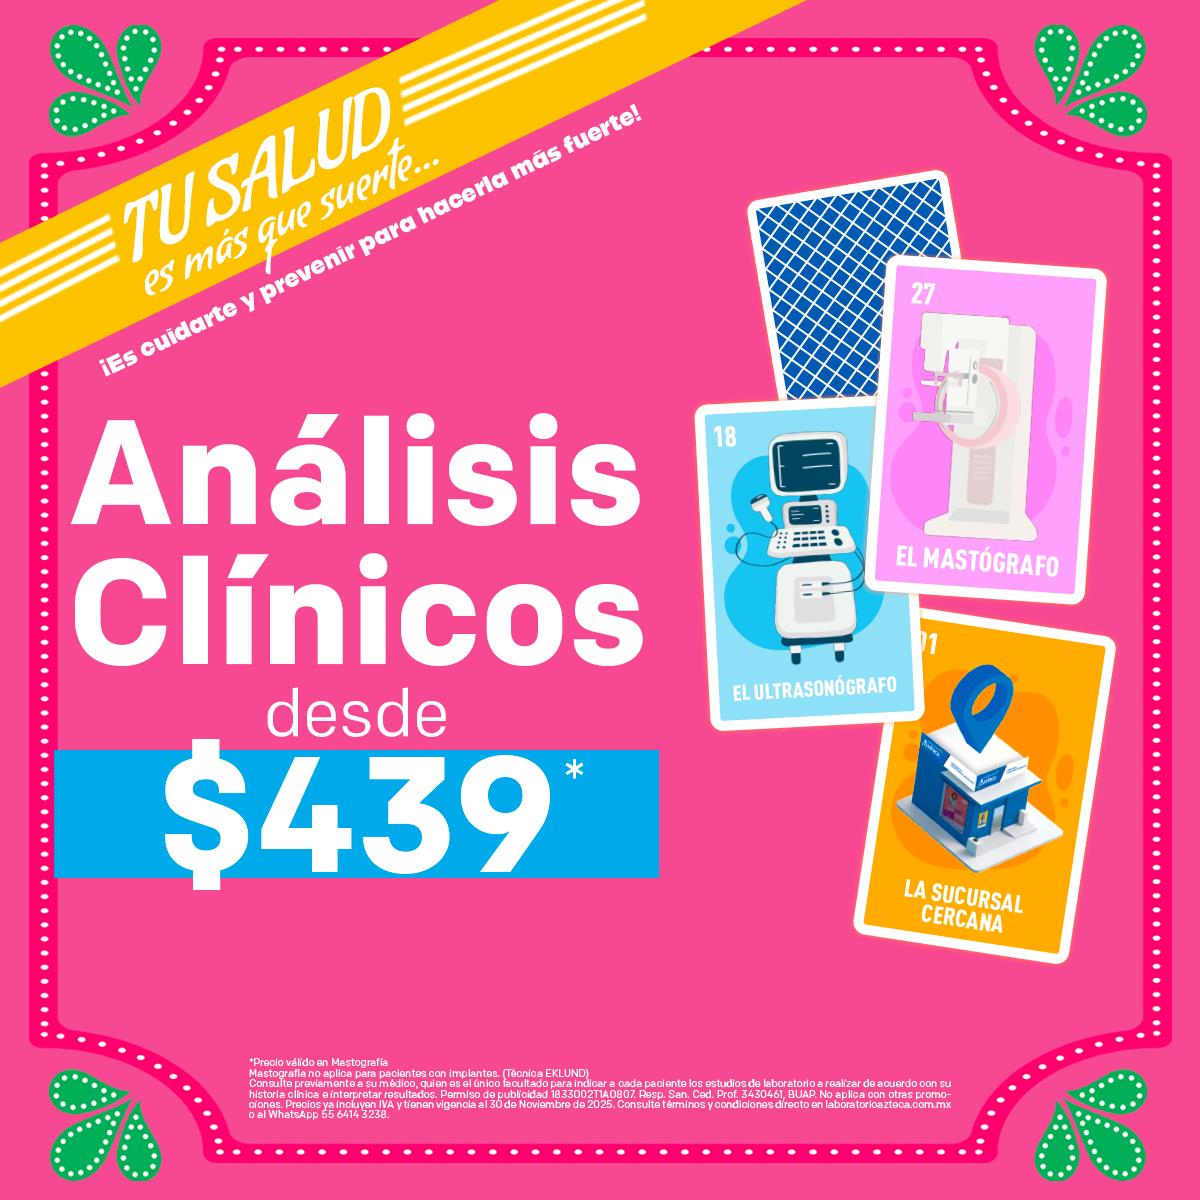 TU SALUD
es más que suerte...
¡Es cuidarte y prevenir para hacerla más fuerte!
Análisis
Clínicos
desde
$439*
27
EL MASTÓGRAFO
18
EL ULTRASONÓGRAFO
01
LA SUCURSAL
CERCANA
*Precio válido en Mastografía
Mastografía no aplica para pacientes con implantes. (Técnica EKLUND)
Consulte previamente a su médico, quien es el único facultado para indicar a cada paciente los estudios de laboratorio a realizar de acuerdo con su
historia clínica e interpretar resultados. Permiso de publicidad 1833002T1A0807. Resp. San. Ced. Prof. 3430461, BUAP. No aplica con otras promo-
ciones. Precios ya incluyen IVA y tienen vigencia al 30 de Noviembre de 2025. Consulte términos y condiciones directo en laboratorioazteca.com.mx
o al WhatsApp 55 6414 3238.